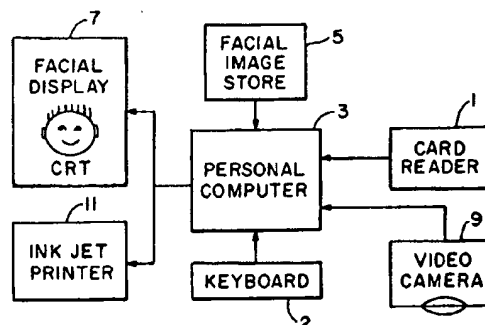 7
FACIAL
DISPLAY
CRT
5
FACIAL
IMAGE
STORE
3
PERSONAL
COMPUTER
1
CARD
READER
9
VIDEO
CAMERA
11
INK JET
PRINTER
KEYBOARD
2